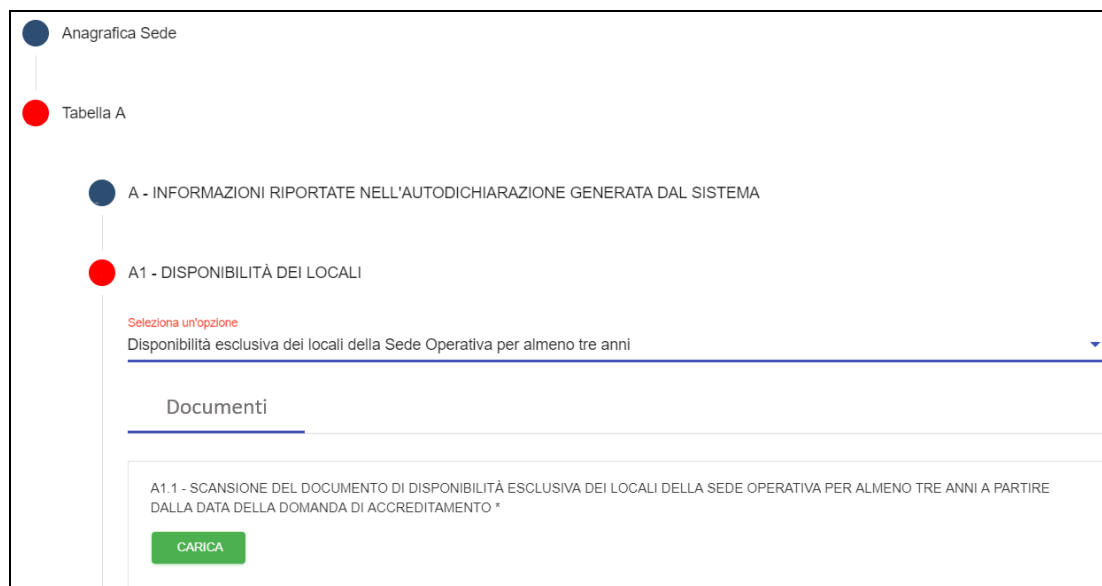 Anagrafica Sede
Tabella A
A - INFORMAZIONI RIPORTATE NELL'AUTODICHIARAZIONE GENERATA DAL SISTEMA
A1 - DISPONIBILITÀ DEI LOCALI
Seleziona un'opzione
Disponibilità esclusiva dei locali della Sede Operativa per almeno tre anni
Documenti
A1.1 - SCANSIONE DEL DOCUMENTO DI DISPONIBILITÀ ESCLUSIVA DEI LOCALI DELLA SEDE OPERATIVA PER ALMENO TRE ANNI A PARTIRE
DALLA DATA DELLA DOMANDA DI ACCREDITAMENTO *
CARICA